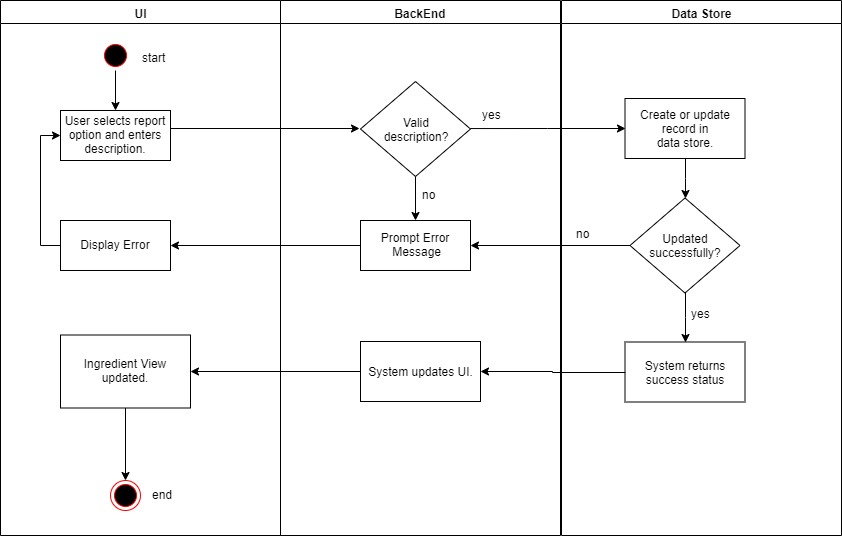 UI
BackEnd
Data Store
start
User selects report
option and enters
description.
Valid
description?
yes
Create or update
record in
data store.
no
Display Error
Prompt Error
Message
no
Updated
successfully?
yes
Ingredient View
updated.
System updates UI.
System returns
success status
end